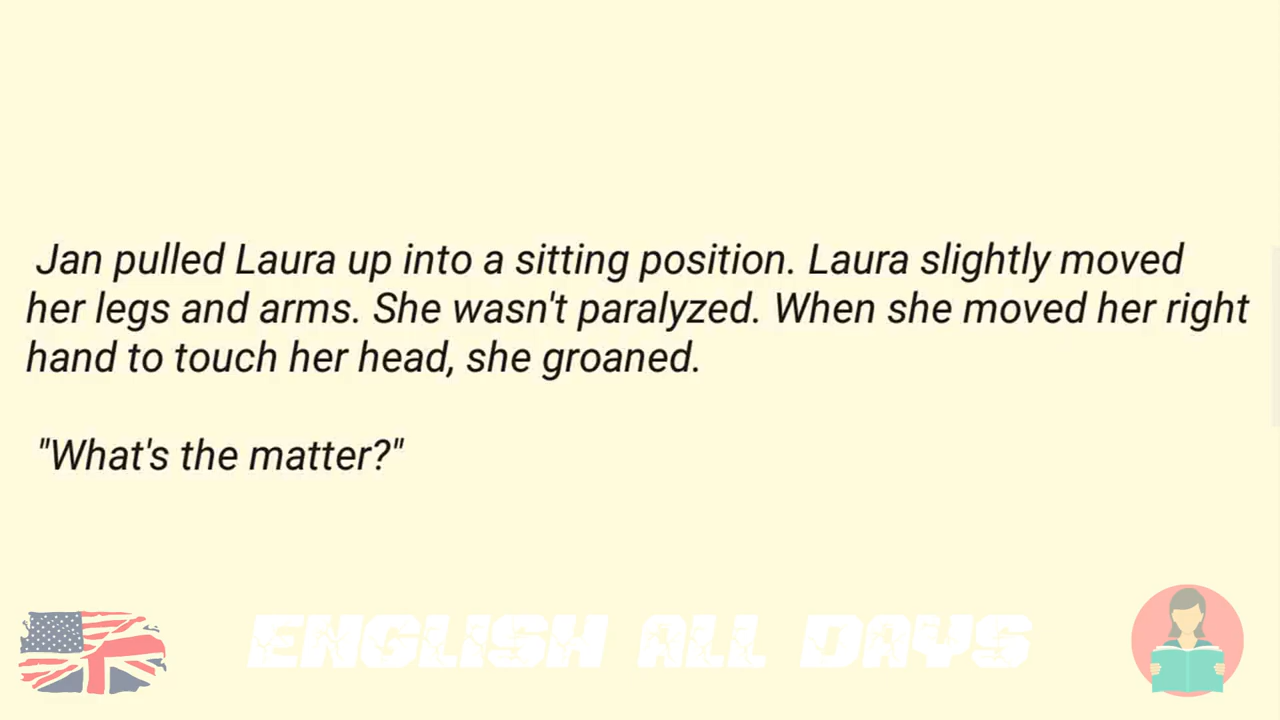 Jan pulled Laura up into a sitting position. Laura slightly moved
her legs and arms. She wasn't paralyzed. When she moved her right
hand to touch her head, she groaned.
"What's the matter?"
ENGLISH ALL DAYS